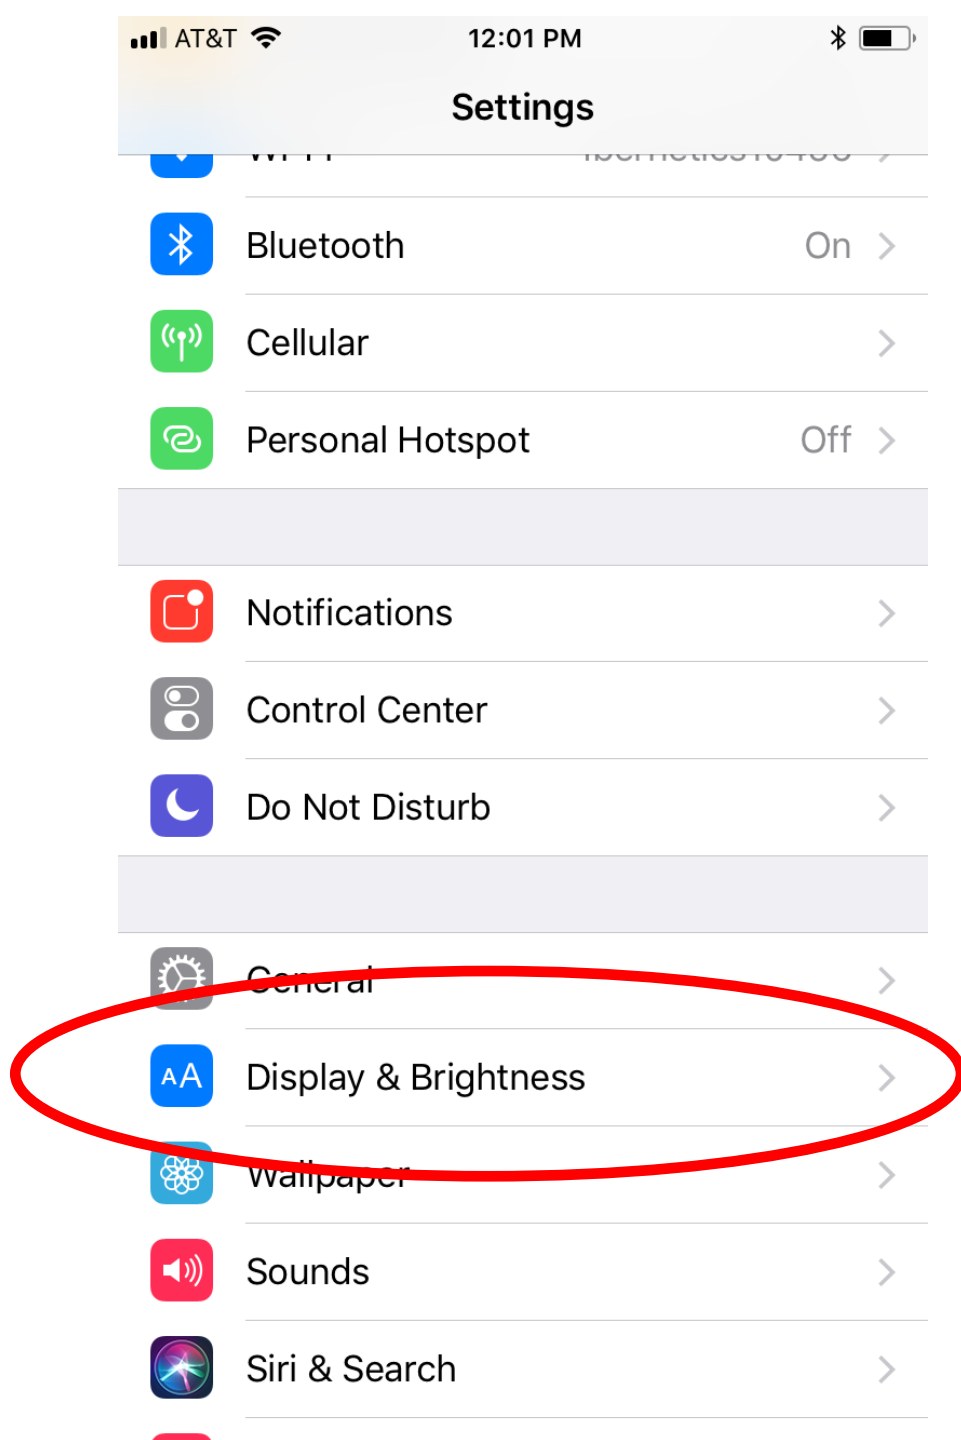 AT&T 12:01 PM
Settings
Bluetooth On
Cellular
Personal Hotspot Off
Notifications
Control Center
Do Not Disturb
General
AA Display & Brightness
Wallpaper
Sounds
Siri & Search